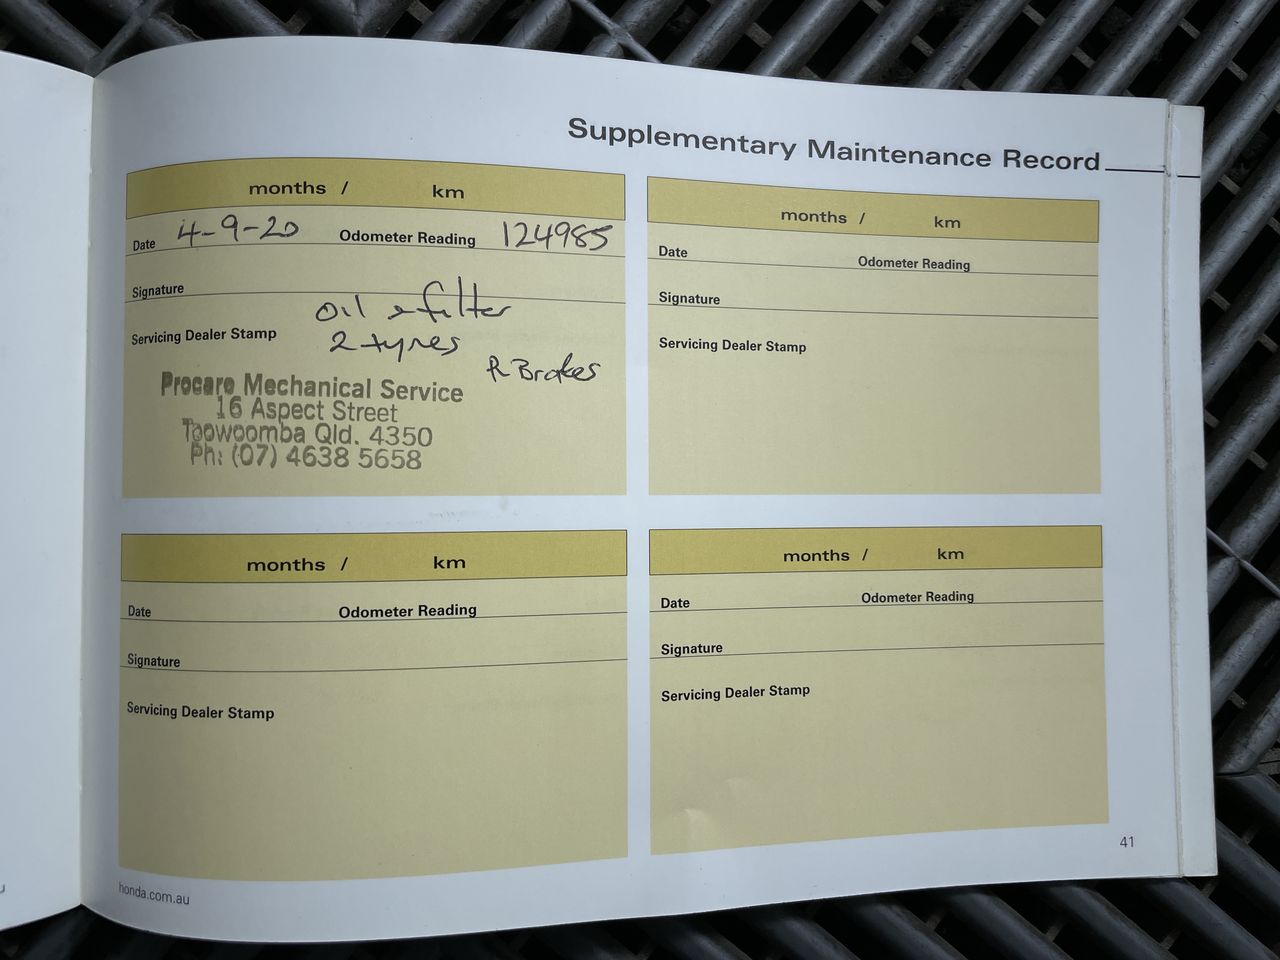 Supplementary Maintenance Record
months / km
Date 4-9-20 Odometer Reading 124985
Signature
oil & filter
Servicing Dealer Stamp
2 tyres
R Brakes
Procare Mechanical Service
16 Aspect Street
Toowoomba Qld. 4350
Ph: (07) 4638 5658
months / km
Date Odometer Reading
Signature
Servicing Dealer Stamp
months / km
Date Odometer Reading
Signature
Servicing Dealer Stamp
months / km
Date Odometer Reading
Signature
Servicing Dealer Stamp
41
honda.com.au